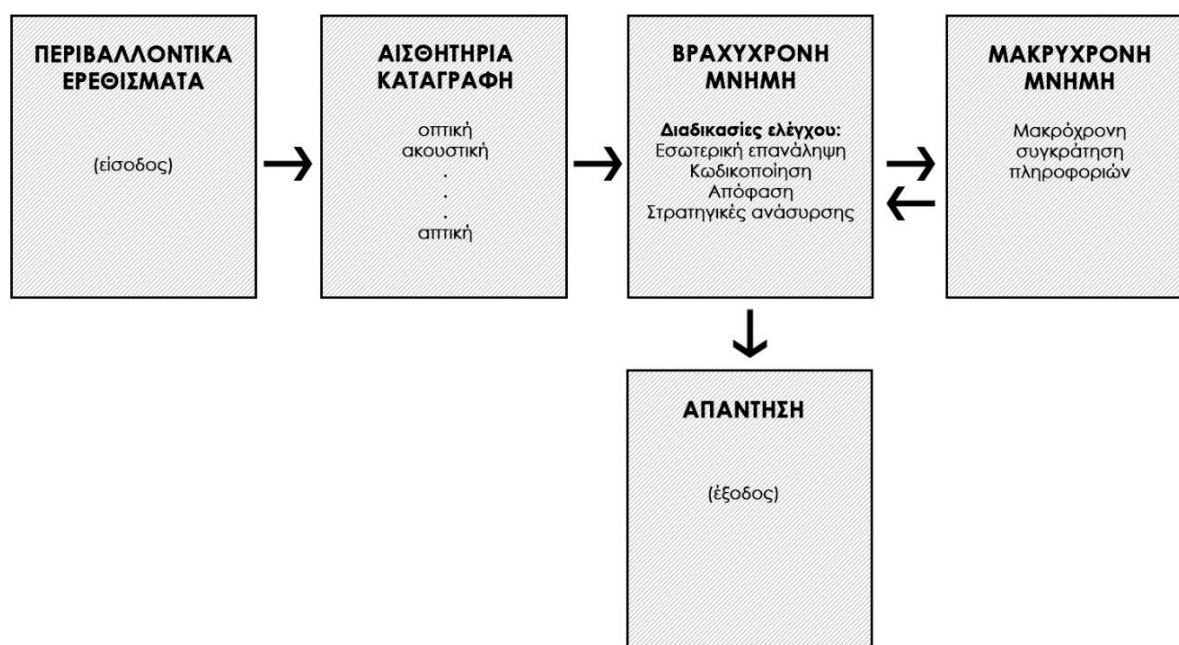 ΠΕΡΙΒΑΛΛΟΝΤΙΚΑ
ΕΡΕΘΙΣΜΑΤΑ
(είσοδος)
ΑΙΣΘΗΤΗΡΙΑ
ΚΑΤΑΓΡΑΦΗ
οπτική
ακουστική
.
.
.
απτική
ΒΡΑΧΥΧΡΟΝΗ
ΜΝΗΜΗ
Διαδικασίες ελέγχου:
Εσωτερική επανάληψη
Κωδικοποίηση
Απόφαση
Στρατηγικές ανάσυρσης
ΜΑΚΡΥΧΡΟΝΗ
ΜΝΗΜΗ
Μακρόχρονη
συγκράτηση
πληροφοριών
ΑΠΑΝΤΗΣΗ
(έξοδος)